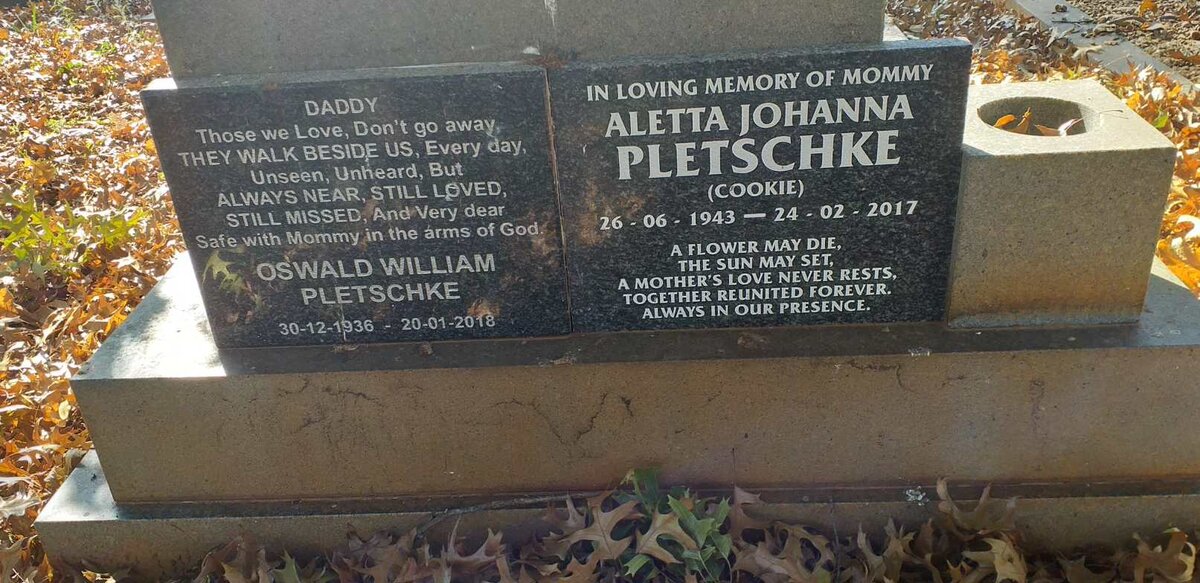 DADDY
Those we Love, Don't go away,
THEY WALK BESIDE US, Every day,
Unseen, Unheard, But
ALWAYS NEAR, STILL LOVED,
STILL MISSED, And Very dear
Safe with Mommy in the arms of God.
OSWALD WILLIAM
PLETSCHKE
30-12-1936 - 20-01-2018
IN LOVING MEMORY OF MOMMY
ALETTA JOHANNA
PLETSCHKE
(COOKIE)
26 - 06 - 1943 — 24 - 02 - 2017
A FLOWER MAY DIE,
THE SUN MAY SET,
A MOTHER'S LOVE NEVER RESTS,
TOGETHER REUNITED FOREVER.
ALWAYS IN OUR PRESENCE.